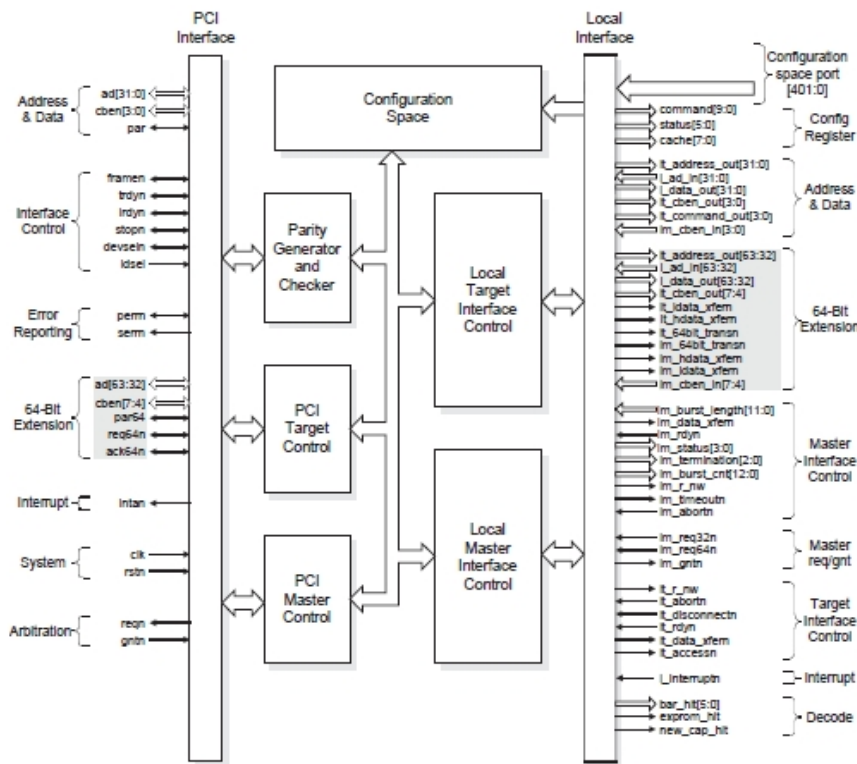 PCI
Interface
Local
Interface
Address
& Data
ad[31:0]
cben[3:0]
par
Interface
Control
framen
trdyn
irdyn
stopn
devseln
idsel
Error
Reporting
perrn
serrn
64-Bit
Extension
ad[63:32]
cben[7:4]
par64
req64n
ack64n
Interrupt
intan
System
clk
rstn
Arbitration
reqn
gntn
Configuration
Space
Parity
Generator
and
Checker
PCI
Target
Control
PCI
Master
Control
Local
Target
Interface
Control
Local
Master
Interface
Control
Configuration
space port
[401:0]
command[9:0]
status[5:0]
cache[7:0]
Config
Register
lt_address_out[31:0]
l_ad_in[31:0]
l_data_out[31:0]
lt_cben_out[3:0]
lt_command_out[3:0]
lm_cben_in[3:0]
Address
& Data
lt_address_out[63:32]
l_ad_in[63:32]
l_data_out[63:32]
lt_cben_out[7:4]
lt_ldata_xfern
lt_hdata_xfern
lt_64bit_transn
lm_64bit_transn
lm_hdata_xfern
lm_ldata_xfern
lm_cben_in[7:4]
64-Bit
Extension
lm_burst_length[11:0]
lm_data_xfern
lm_rdyn
lm_status[3:0]
lm_termination[2:0]
lm_burst_cnt[12:0]
lm_r_nw
lm_timeoutn
lm_abortn
Master
Interface
Control
lm_req32n
lm_req64n
lm_gntn
Master
req/gnt
lt_r_nw
lt_abortn
lt_disconnectn
lt_rdyn
lt_data_xfern
lt_accessn
Target
Interface
Control
l_interruptn
Interrupt
bar_hit[5:0]
exprom_hit
new_cap_hit
Decode